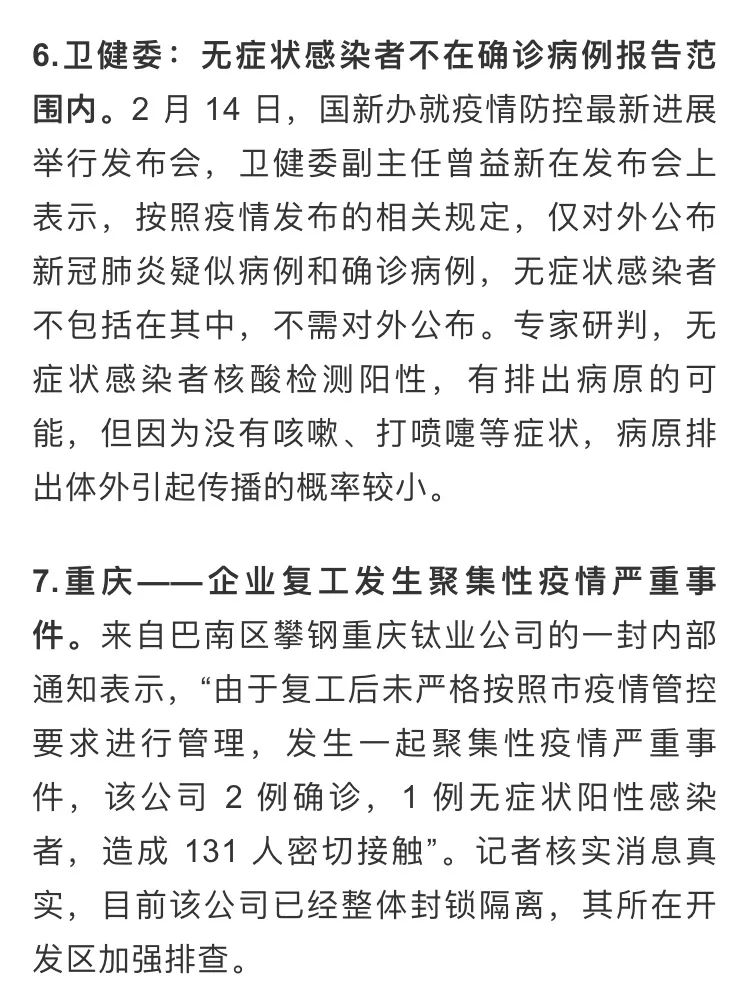 6.卫健委：无症状感染者不在确诊病例报告范
围内。2 月 14 日，国新办就疫情防控最新进展
举行发布会，卫健委副主任曾益新在发布会上
表示，按照疫情发布的相关规定，仅对外公布
新冠肺炎疑似病例和确诊病例，无症状感染者
不包括在其中，不需对外公布。专家研判，无
症状感染者核酸检测阳性，有排出病原的可
能，但因为没有咳嗽、打喷嚏等症状，病原排
出体外引起传播的概率较小。
7.重庆——企业复工发生聚集性疫情严重事
件。来自巴南区攀钢重庆钛业公司的一封内部
通知表示，“由于复工后未严格按照市疫情管控
要求进行管理，发生一起聚集性疫情严重事
件，该公司 2 例确诊，1 例无症状阳性感染
者，造成 131 人密切接触”。记者核实消息真
实，目前该公司已经整体封锁隔离，其所在开
发区加强排查。